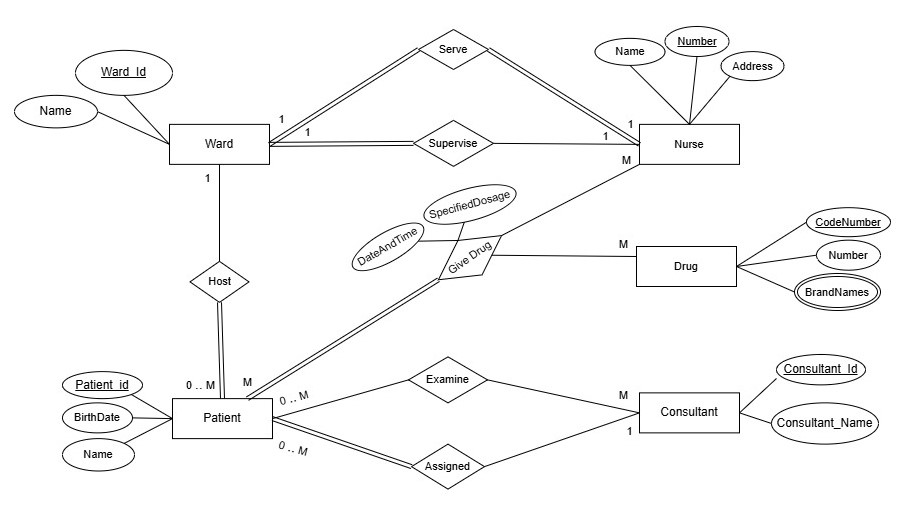 Serve
Name
Number
Address
Ward_Id
Name
Ward
1
1
Supervise
1
1
Nurse
M
1
SpecifiedDosage
DateAndTime
Give Drug
M
Drug
CodeNumber
Number
BrandNames
Host
0 .. M
M
Patient_id
BirthDate
Name
Patient
0 .. M
Examine
M
Consultant
Consultant_Id
Consultant_Name
0 .. M
Assigned
1